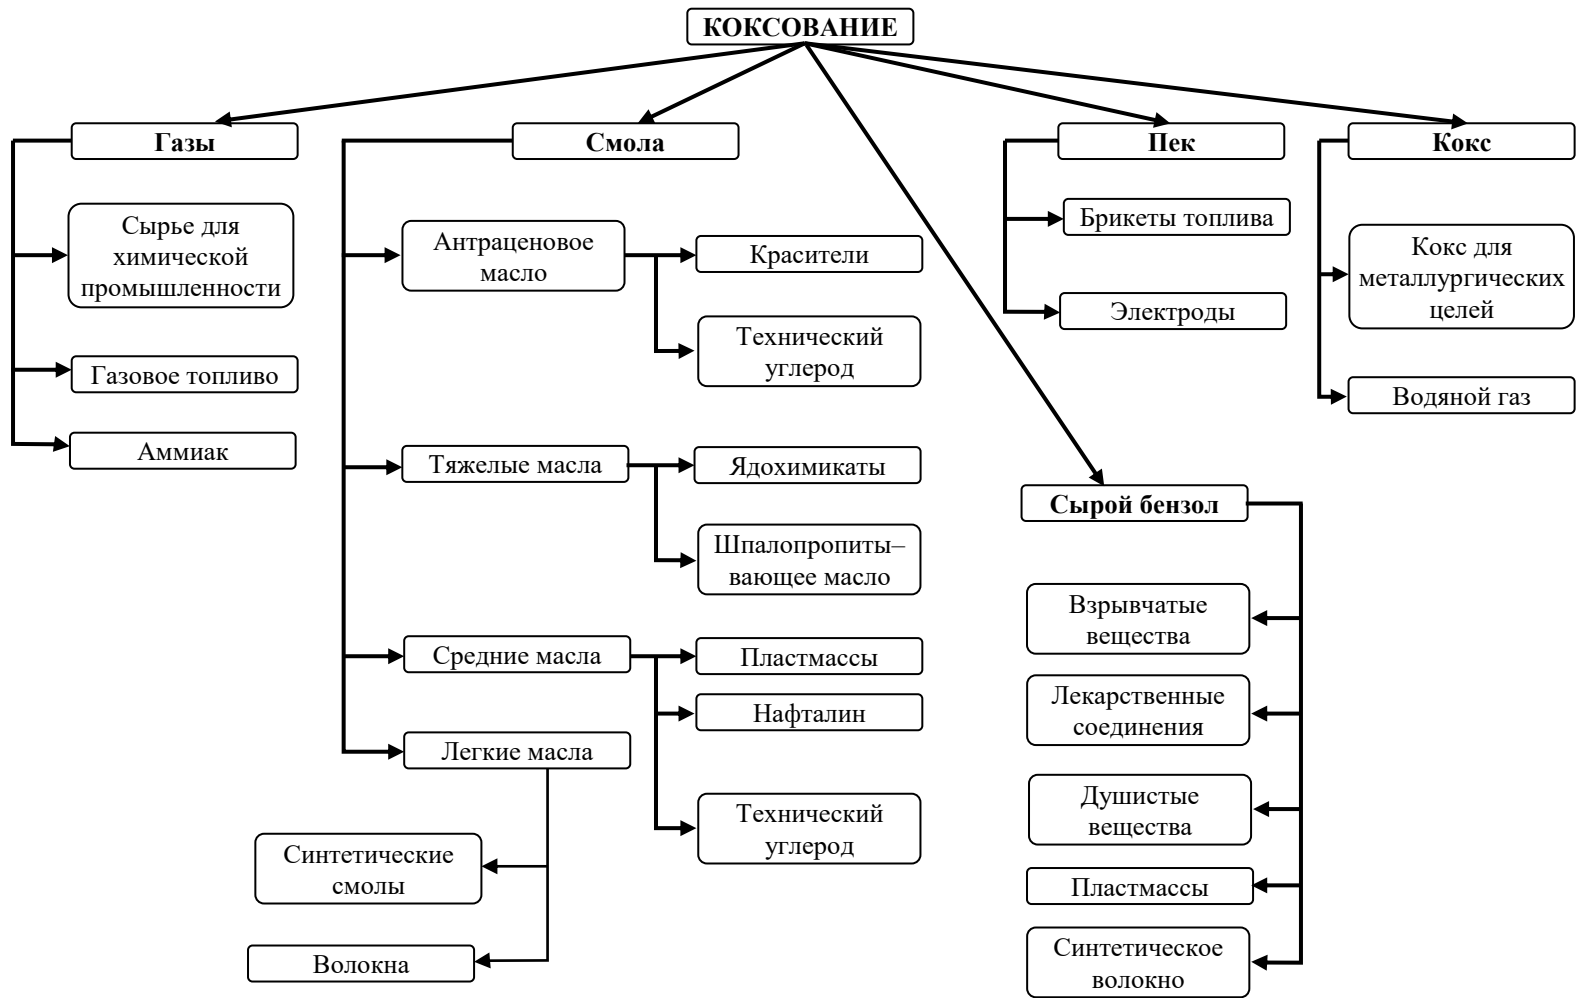 КОКСОВАНИЕ
Газы
Смола
Пек
Кокс
Сырье для
химической
промышленности
Газовое топливо
Аммиак
Антраценовое
масло
Красители
Технический
углерод
Тяжелые масла
Ядохимикаты
Шпалопропиты–
вающее масло
Средние масла
Пластмассы
Нафталин
Технический
углерод
Легкие масла
Синтетические
смолы
Волокна
Брикеты топлива
Электроды
Кокс для
металлургических
целей
Водяной газ
Сырой бензол
Взрывчатые
вещества
Лекарственные
соединения
Душистые
вещества
Пластмассы
Синтетическое
волокно